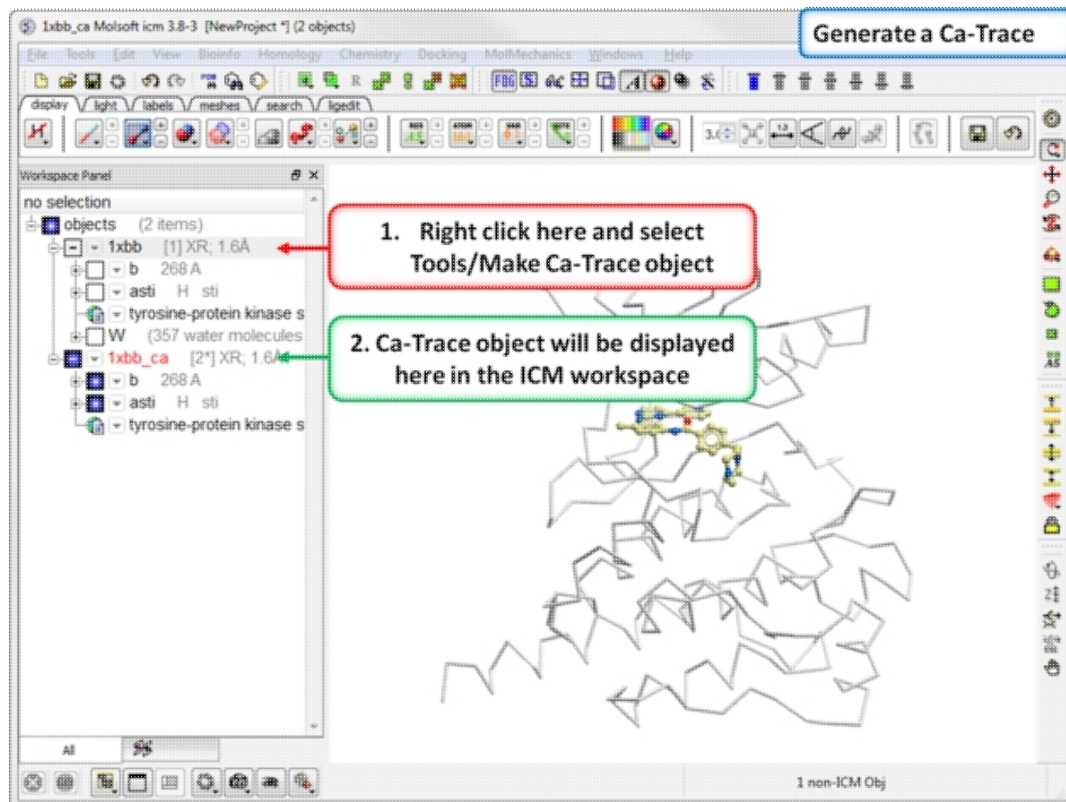 1xbb_ca Molsoft icm 3.8-3 [NewProject *] (2 objects)
Generate a Ca-Trace
File Tools Edit View Bioinfo Homology Chemistry Docking MolMechanics Windows Help
display light labels meshes search ligedit
Workspace Panel
no selection
objects (2 items)
1xbb [1] XR; 1.6Å
b 268 A
asti H sti
tyrosine-protein kinase s
W (357 water molecules
1xbb_ca [2*] XR; 1.6Å
b 268 A
asti H sti
tyrosine-protein kinase s
1. Right click here and select
Tools/Make Ca-Trace object
2. Ca-Trace object will be displayed
here in the ICM workspace
All
1 non-ICM Obj